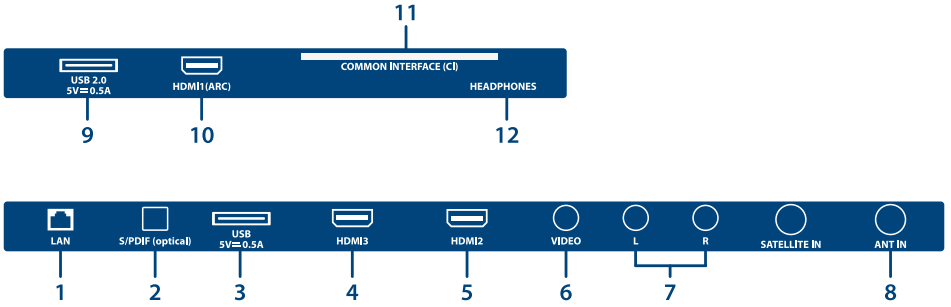 11
USB 2.0
5V⎓0.5A
HDMI1(ARC)
COMMON INTERFACE (CI)
HEADPHONES
9
10
12
LAN
S/PDIF (optical)
USB
5V⎓0.5A
HDMI3
HDMI2
VIDEO
L
R
SATELLITE IN
ANT IN
1
2
3
4
5
6
7
8